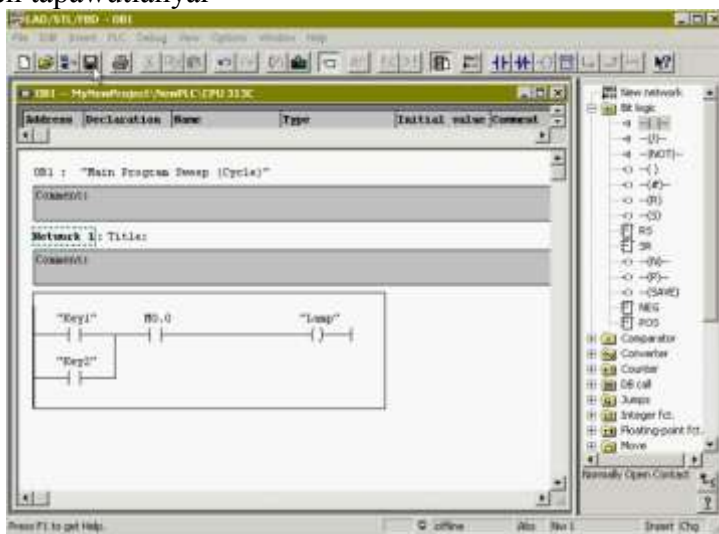 LAD/STL/FBD - OB1
File Edit Insert PLC Debug View Options Window Help
OB1 -- MyNewProject\NewPLC\CPU 313C
Address Declaration Name Type Initial value Comment
OB1 : "Main Program Sweep (Cycle)"
Comment:
Network 1: Title:
Comment:
"Key1" M0.0 "Lamp"
"Key2"
New network
Bit logic
--| |--
--|/|--
--|NOT|--
--( )
--(#)--
--(R)
--(S)
RS
SR
--(N)--
--(P)--
--(SAVE)
NEG
POS
Comparator
Converter
Counter
DB call
Jumps
Integer fct.
Floating-point fct.
Move
Normally Open Contact
Press F1 to get Help.
offline
Abs
Nw 1
Insert
Chg